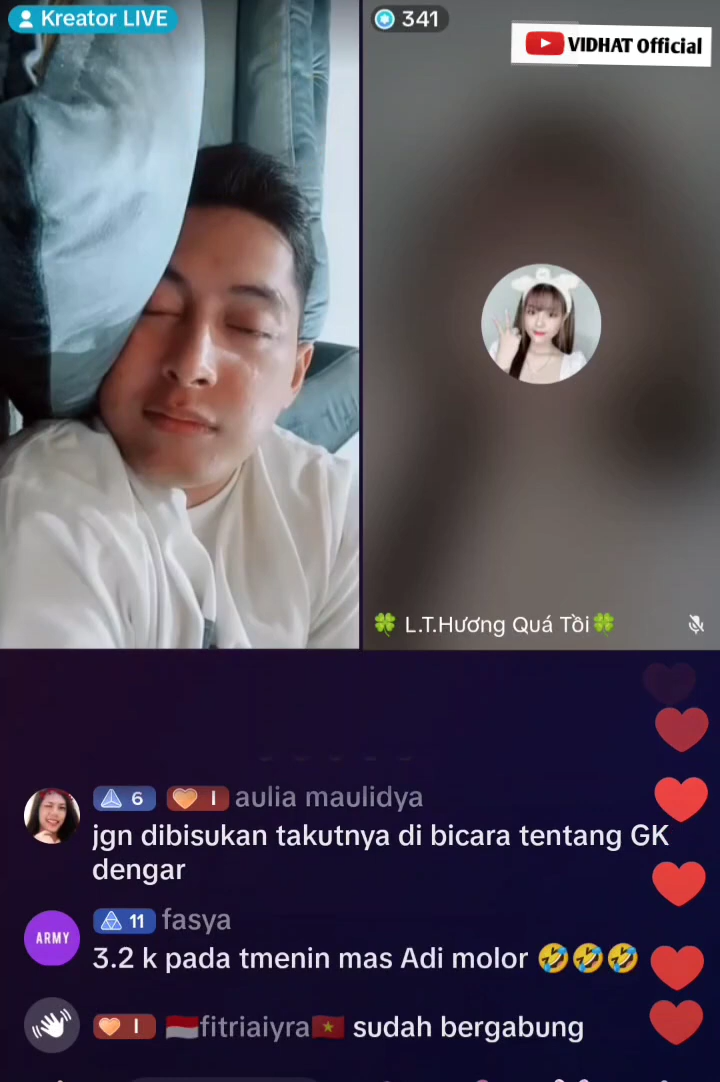 Kreator LIVE
341
VIDHAT Official
🍀 L.T.Hương Quá Tồi🍀
6 I aulia maulidya
jgn dibisukan takutnya di bicara tentang GK
dengar
ARMY
11 fasya
3.2 k pada tmenin mas Adi molor 🤣🤣🤣
I 🇮🇩fitriaiyra🇻🇳 sudah bergabung